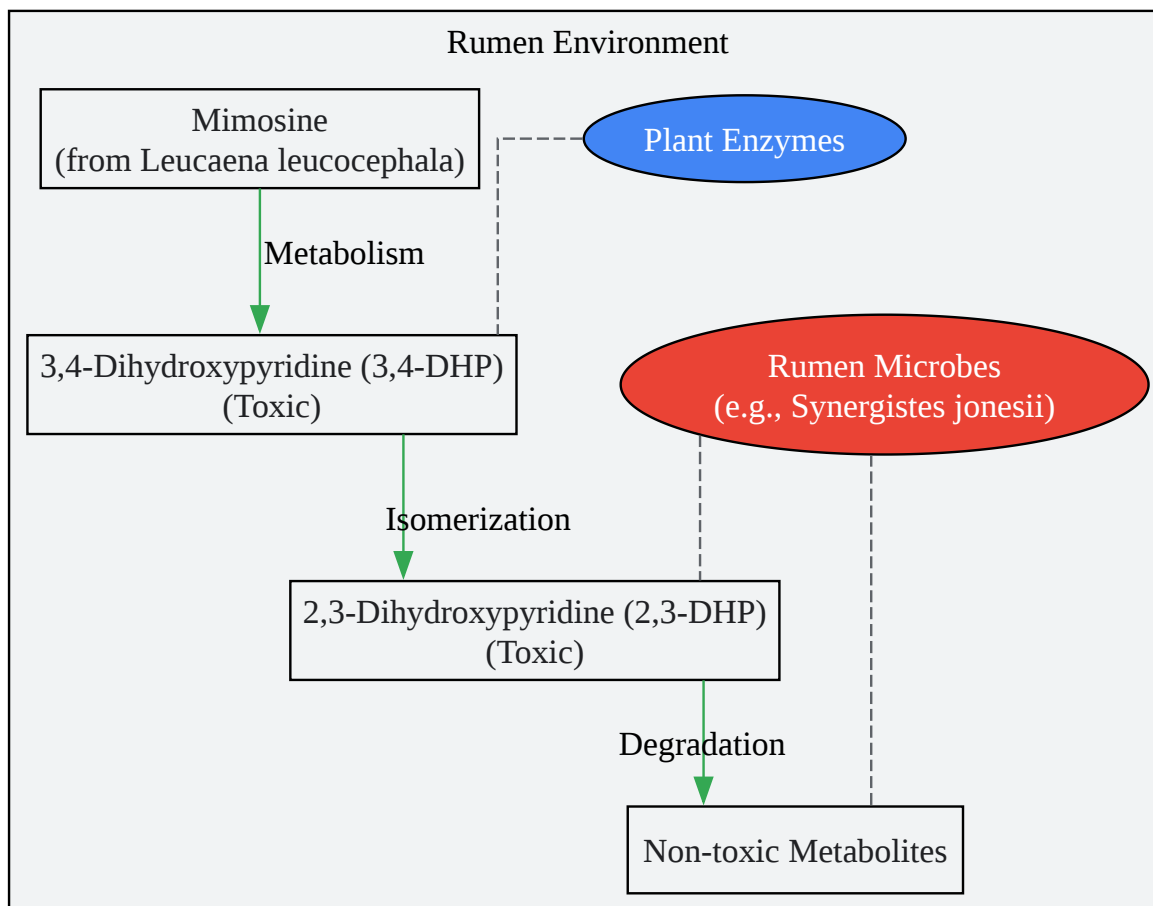 Rumen Environment
Mimosine
(from Leucaena leucocephala)
Plant Enzymes
Metabolism
3,4-Dihydroxypyridine (3,4-DHP)
(Toxic)
Rumen Microbes
(e.g., Synergistes jonesii)
Isomerization
2,3-Dihydroxypyridine (2,3-DHP)
(Toxic)
Degradation
Non-toxic Metabolites